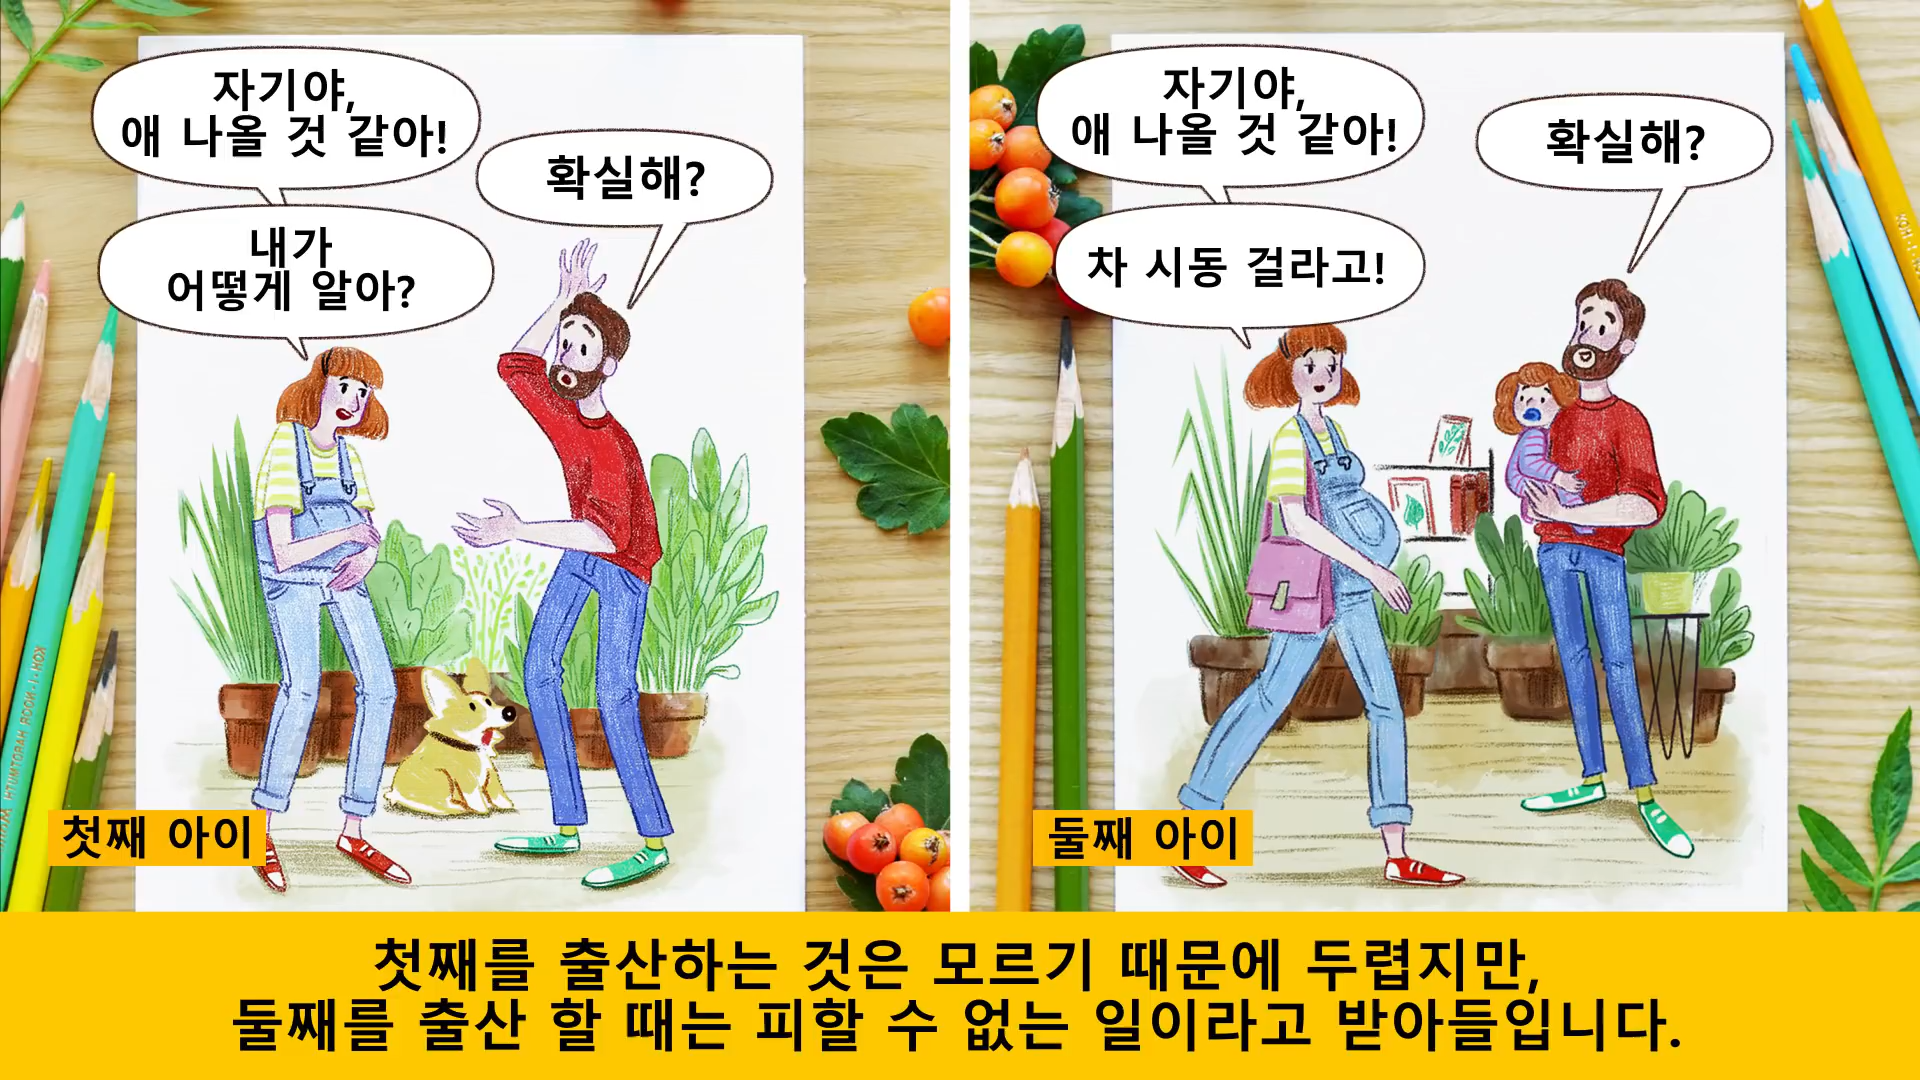 자기야,
애 나올 것 같아!
확실해?
내가
어떻게 알아?
첫째 아이
자기야,
애 나올 것 같아!
확실해?
차 시동 걸라고!
둘째 아이
첫째를 출산하는 것은 모르기 때문에 두렵지만,
둘째를 출산 할 때는 피할 수 없는 일이라고 받아들입니다.